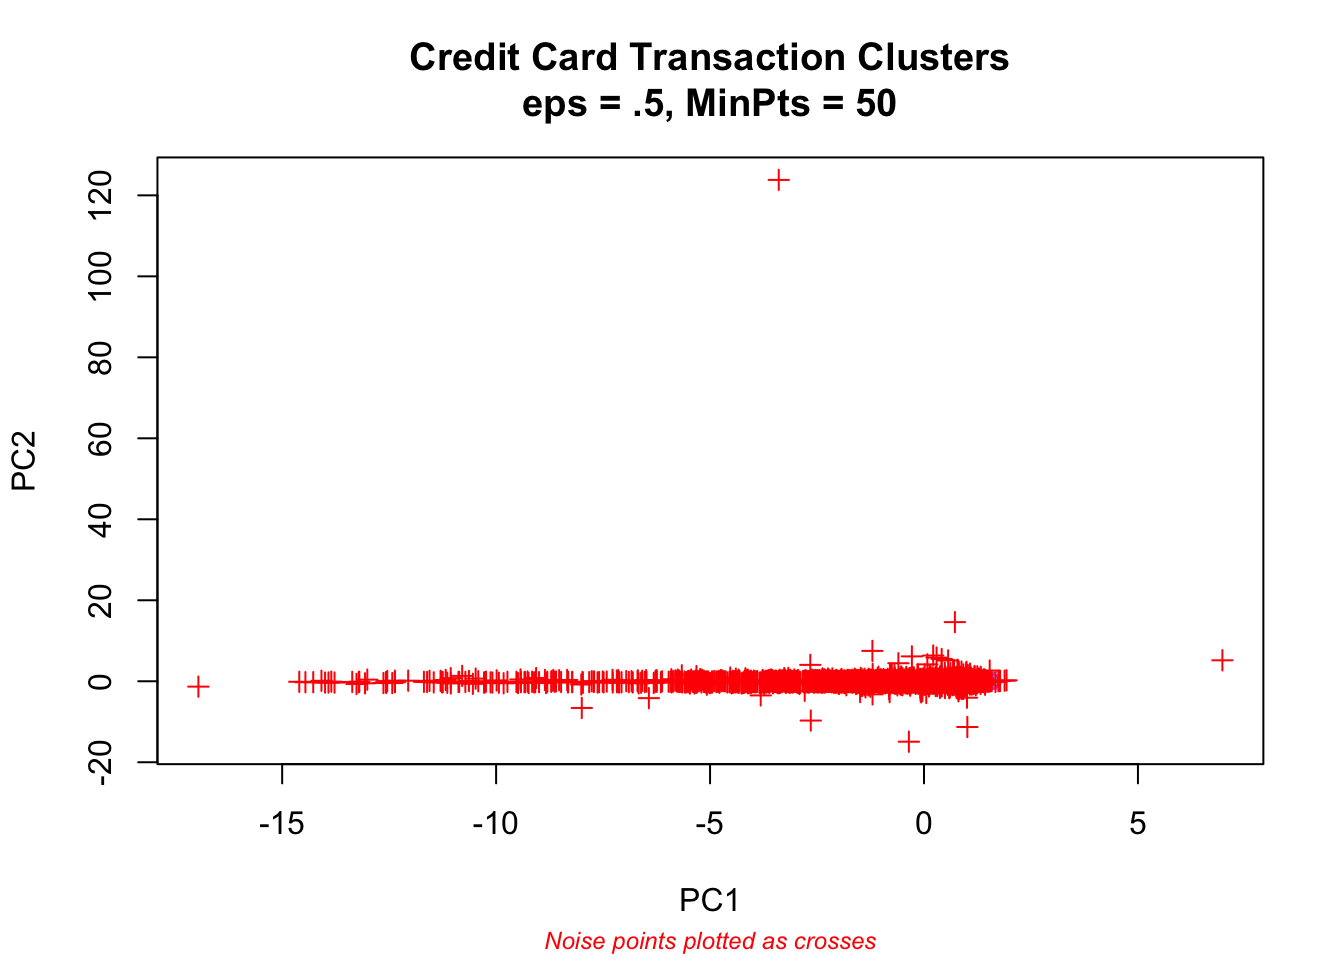 Credit Card Transaction Clusters
eps = .5, MinPts = 50
120
100
80
60
40
20
0
-20
PC2
-15 -10 -5 0 5
PC1
Noise points plotted as crosses